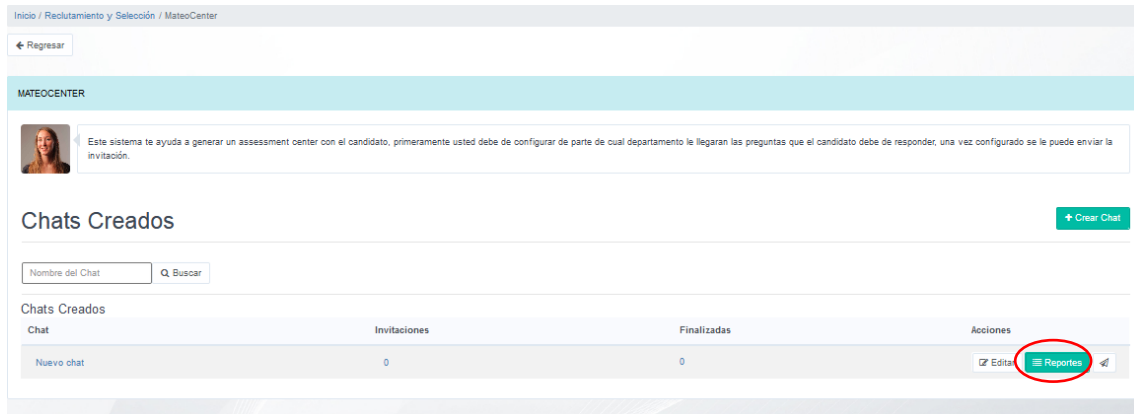 Inicio / Reclutamiento y Selección / MateoCenter
Regresar
MATEOCENTER
Este sistema te ayuda a generar un assessment center con el candidato, primeramente usted debe de configurar de parte de cual departamento le llegaran las preguntas que el candidato debe de responder, una vez configurado se le puede enviar la
invitación.
Chats Creados
+ Crear Chat
Nombre del Chat Buscar
Chats Creados
Chat Invitaciones Finalizadas Acciones
Nuevo chat 0 0 Editar Reportes